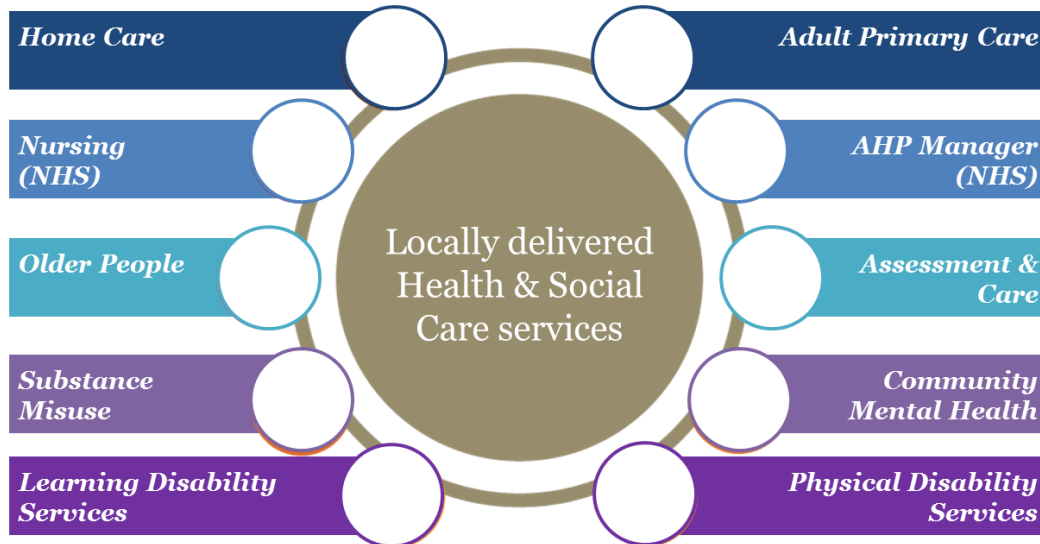 Home Care
Adult Primary Care
Nursing
(NHS)
AHP Manager
(NHS)
Older People
Assessment &
Care
Locally delivered
Health & Social
Care services
Substance
Misuse
Community
Mental Health
Learning Disability
Services
Physical Disability
Services